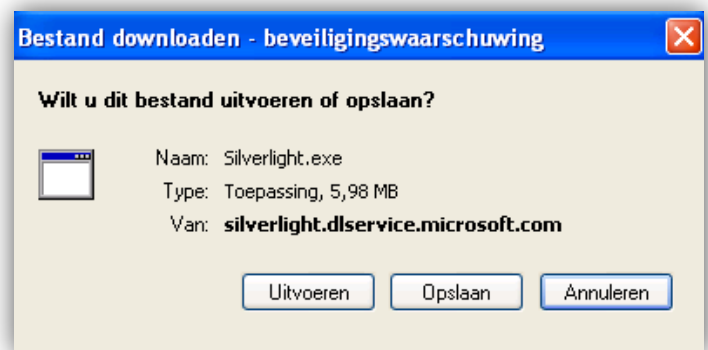 Bestand downloaden - beveiligingswaarschuwing
Wilt u dit bestand uitvoeren of opslaan?
Naam: Silverlight.exe
Type: Toepassing, 5,98 MB
Van: silverlight.dlservice.microsoft.com
Uitvoeren Opslaan Annuleren